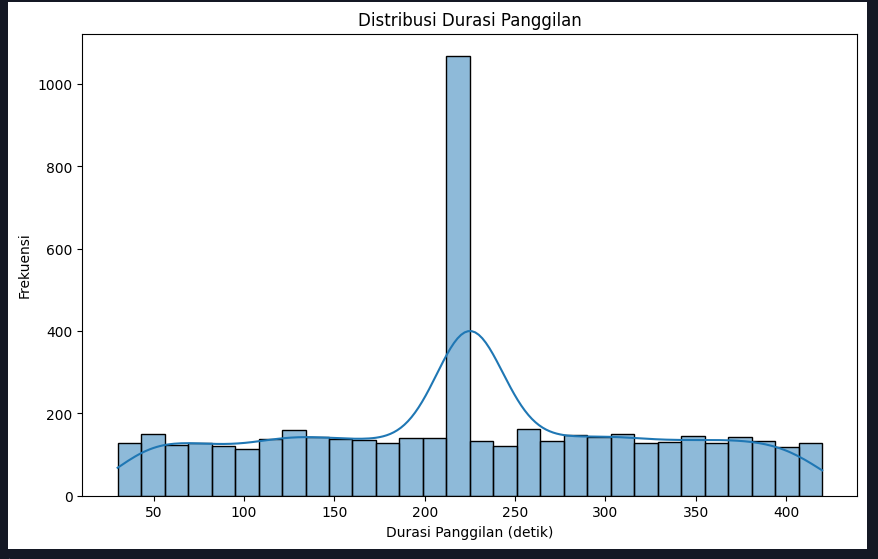 Distribusi Durasi Panggilan
Frekuensi
1000
800
600
400
200
0
50 100 150 200 250 300 350 400
Durasi Panggilan (detik)